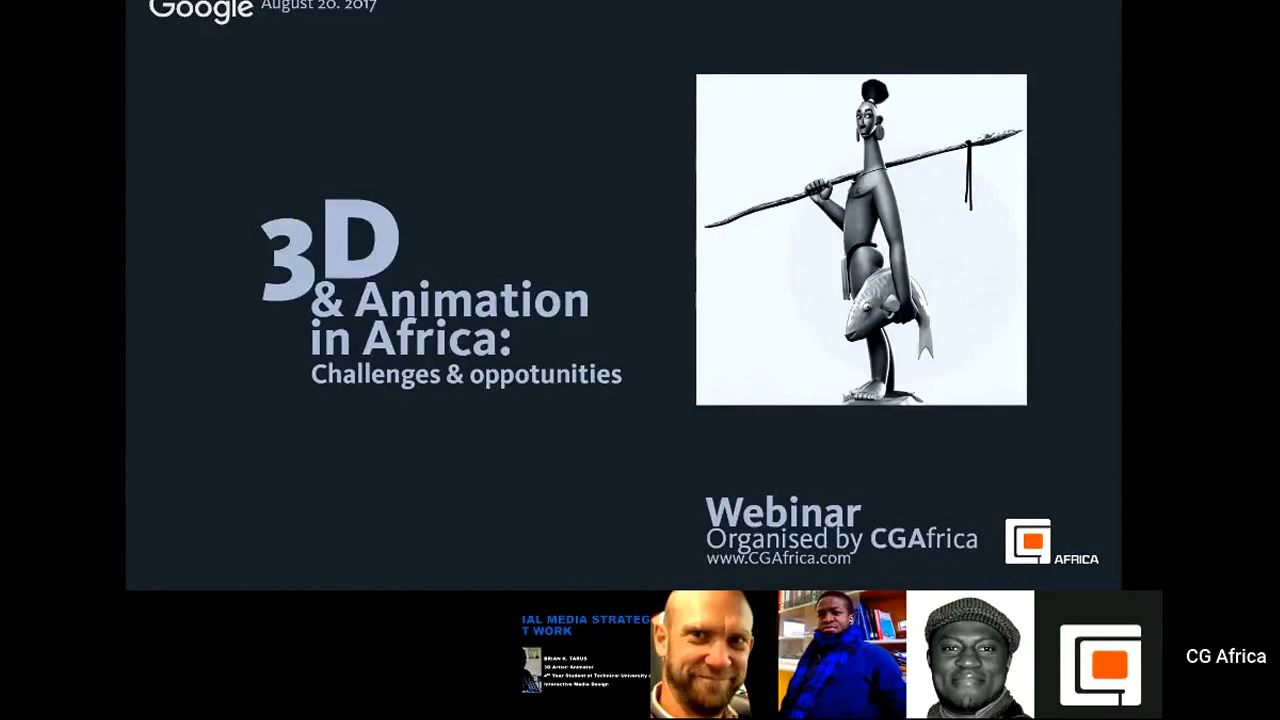 Google August 20. 2017
3D
& Animation
in Africa:
Challenges & oppotunities
Webinar
Organised by CGAfrica
www.CGAfrica.com
AFRICA
IAL MEDIA STRATEG
T WORK
BRIAN K. TARUS
3D Artist/ Animator
4th Year Student at Technical University
Interactive Media Design
CG Africa